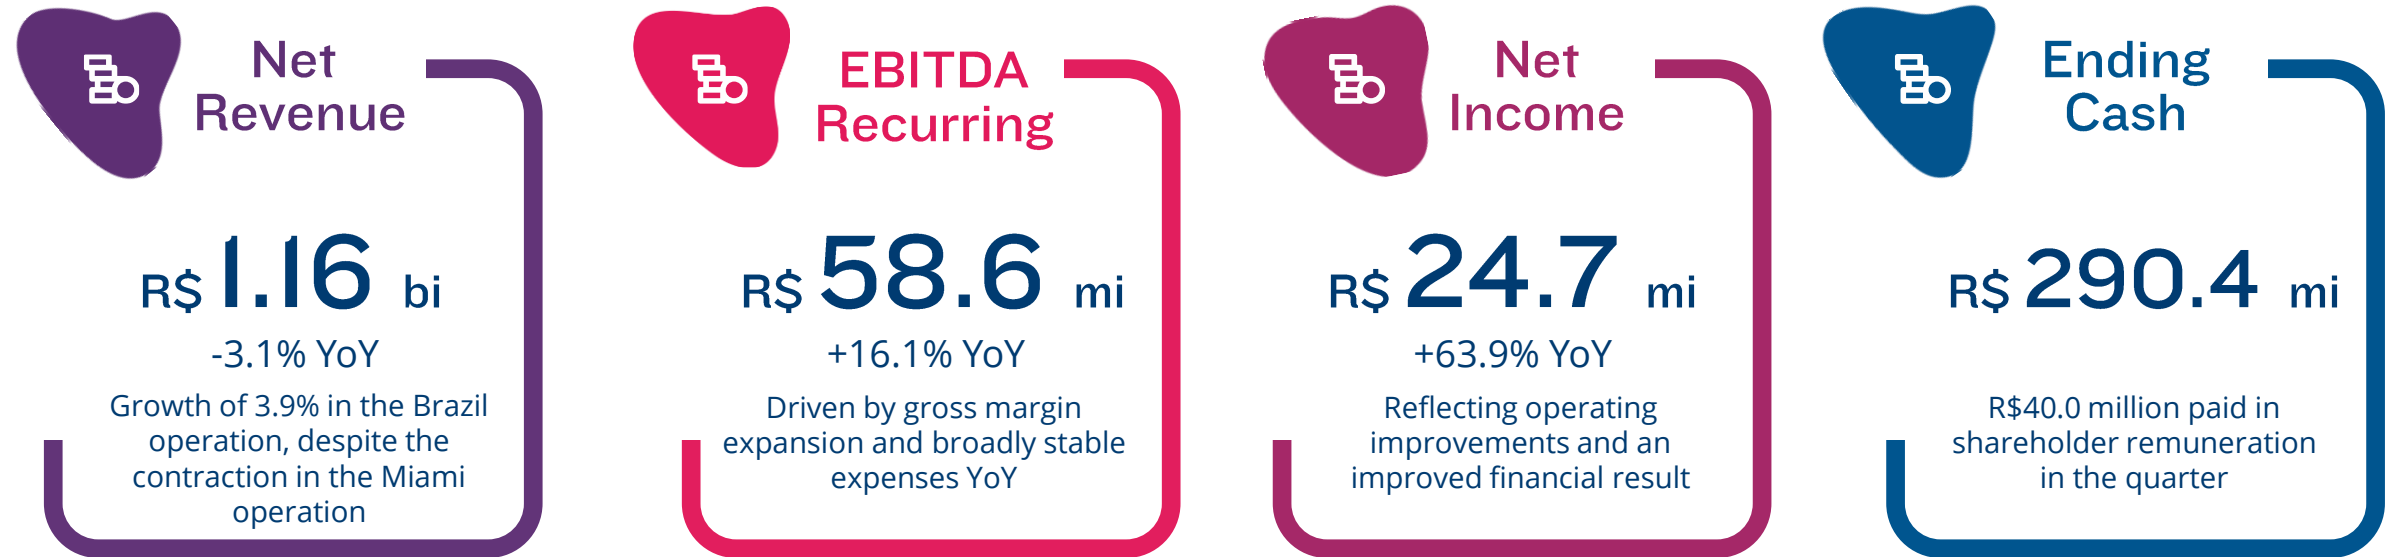 Net
Revenue
R$ 1.16 bi
-3.1% YoY
Growth of 3.9% in the Brazil
operation, despite the
contraction in the Miami
operation
EBITDA
Recurring
R$ 58.6 mi
+16.1% YoY
Driven by gross margin
expansion and broadly stable
expenses YoY
Net
Income
R$ 24.7 mi
+63.9% YoY
Reflecting operating
improvements and an
improved financial result
Ending
Cash
R$ 290.4 mi
R$40.0 million paid in
shareholder remuneration
in the quarter